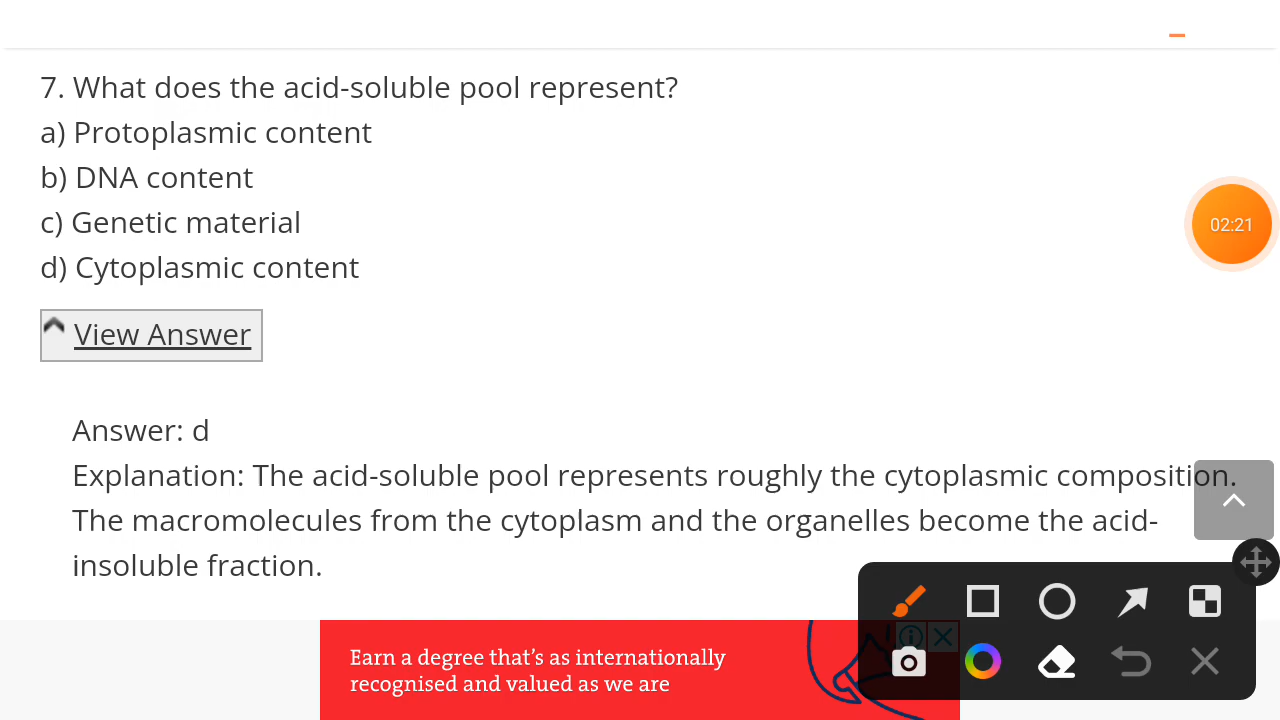 7. What does the acid-soluble pool represent?
a) Protoplasmic content
b) DNA content
c) Genetic material
d) Cytoplasmic content
02:21
View Answer
Answer: d
Explanation: The acid-soluble pool represents roughly the cytoplasmic composition.
The macromolecules from the cytoplasm and the organelles become the acid-
insoluble fraction.
Earn a degree that's as internationally
recognised and valued as we are